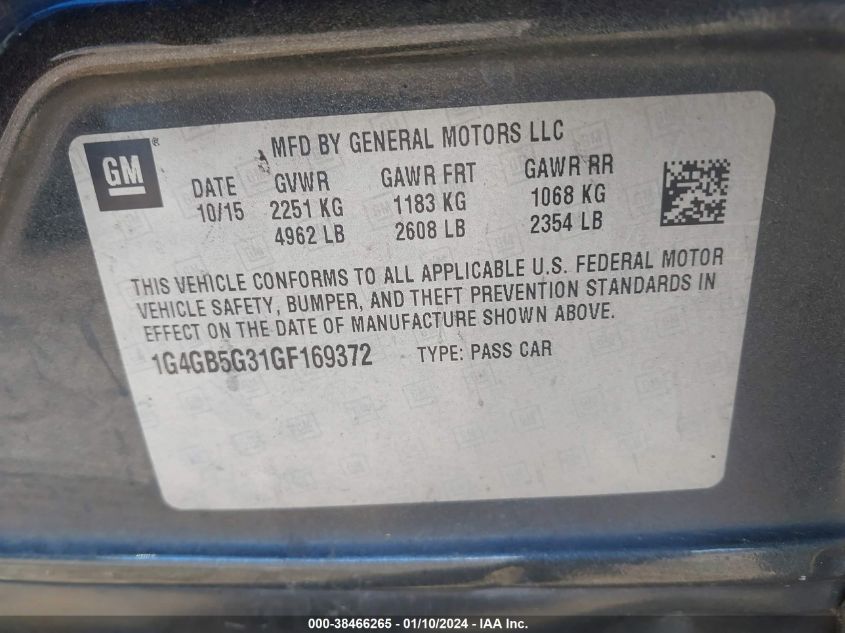 GM®
MFD BY GENERAL MOTORS LLC
DATE GVWR GAWR FRT GAWR RR
10/15 2251 KG 1183 KG 1068 KG
4962 LB 2608 LB 2354 LB
THIS VEHICLE CONFORMS TO ALL APPLICABLE U.S. FEDERAL MOTOR
VEHICLE SAFETY, BUMPER, AND THEFT PREVENTION STANDARDS IN
EFFECT ON THE DATE OF MANUFACTURE SHOWN ABOVE.
1G4GB5G31GF169372 TYPE: PASS CAR
000-38466265 - 01/10/2024 - IAA Inc.